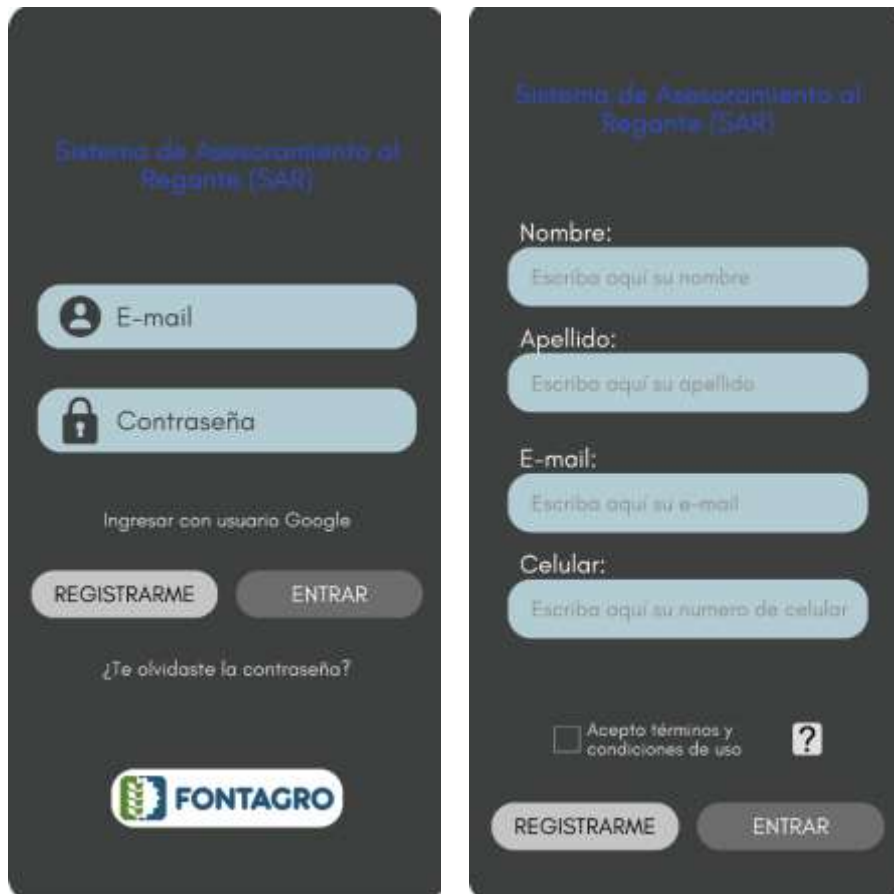 Sistema de Asesoramiento al
Regante (SAR)
E-mail
Contraseña
Ingresar con usuario Google
REGISTRARME
ENTRAR
¿Te olvidaste la contraseña?
FONTAGRO
Sistema de Asesoramiento al
Regante (SAR)
Nombre:
Escriba aquí su nombre
Apellido:
Escriba aquí su apellido
E-mail:
Escriba aquí su e-mail
Celular:
Escriba aquí su numero de celular
Acepto términos y
condiciones de uso
?
REGISTRARME
ENTRAR